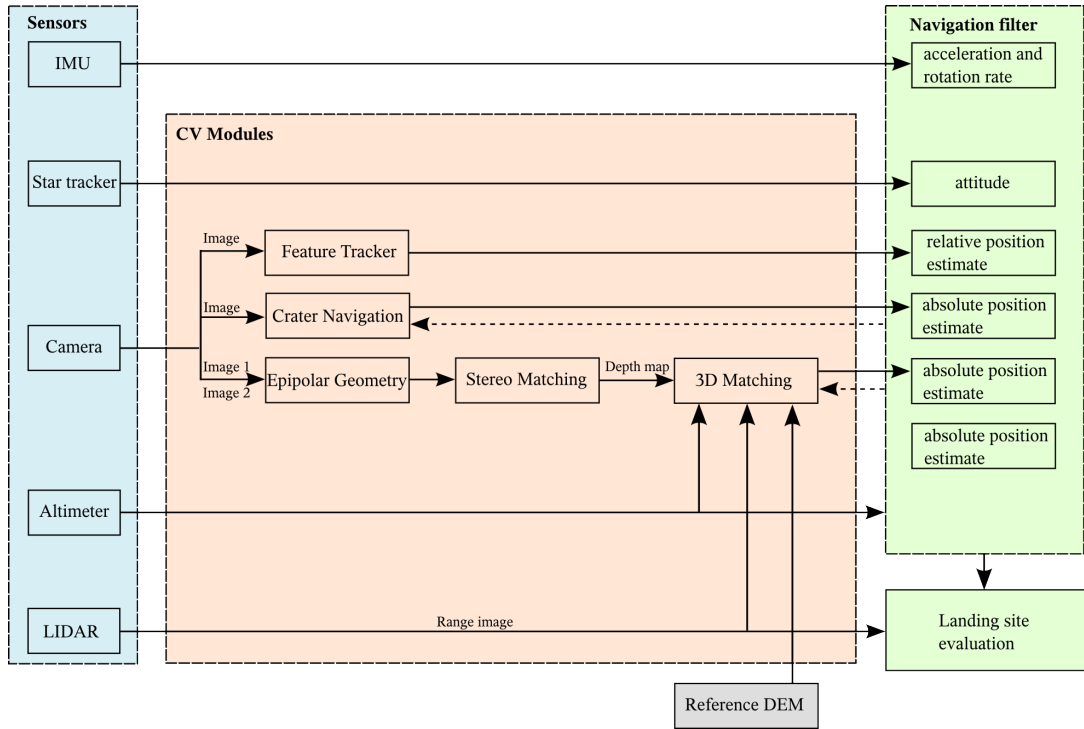 Sensors
Navigation filter
IMU
acceleration and
rotation rate
CV Modules
Star tracker
attitude
Image
Feature Tracker
relative position
estimate
Image
Crater Navigation
absolute position
estimate
Camera
Image 1
Image 2
Epipolar Geometry
Stereo Matching
Depth map
3D Matching
absolute position
estimate
absolute position
estimate
Altimeter
LIDAR
Range image
Landing site
evaluation
Reference DEM